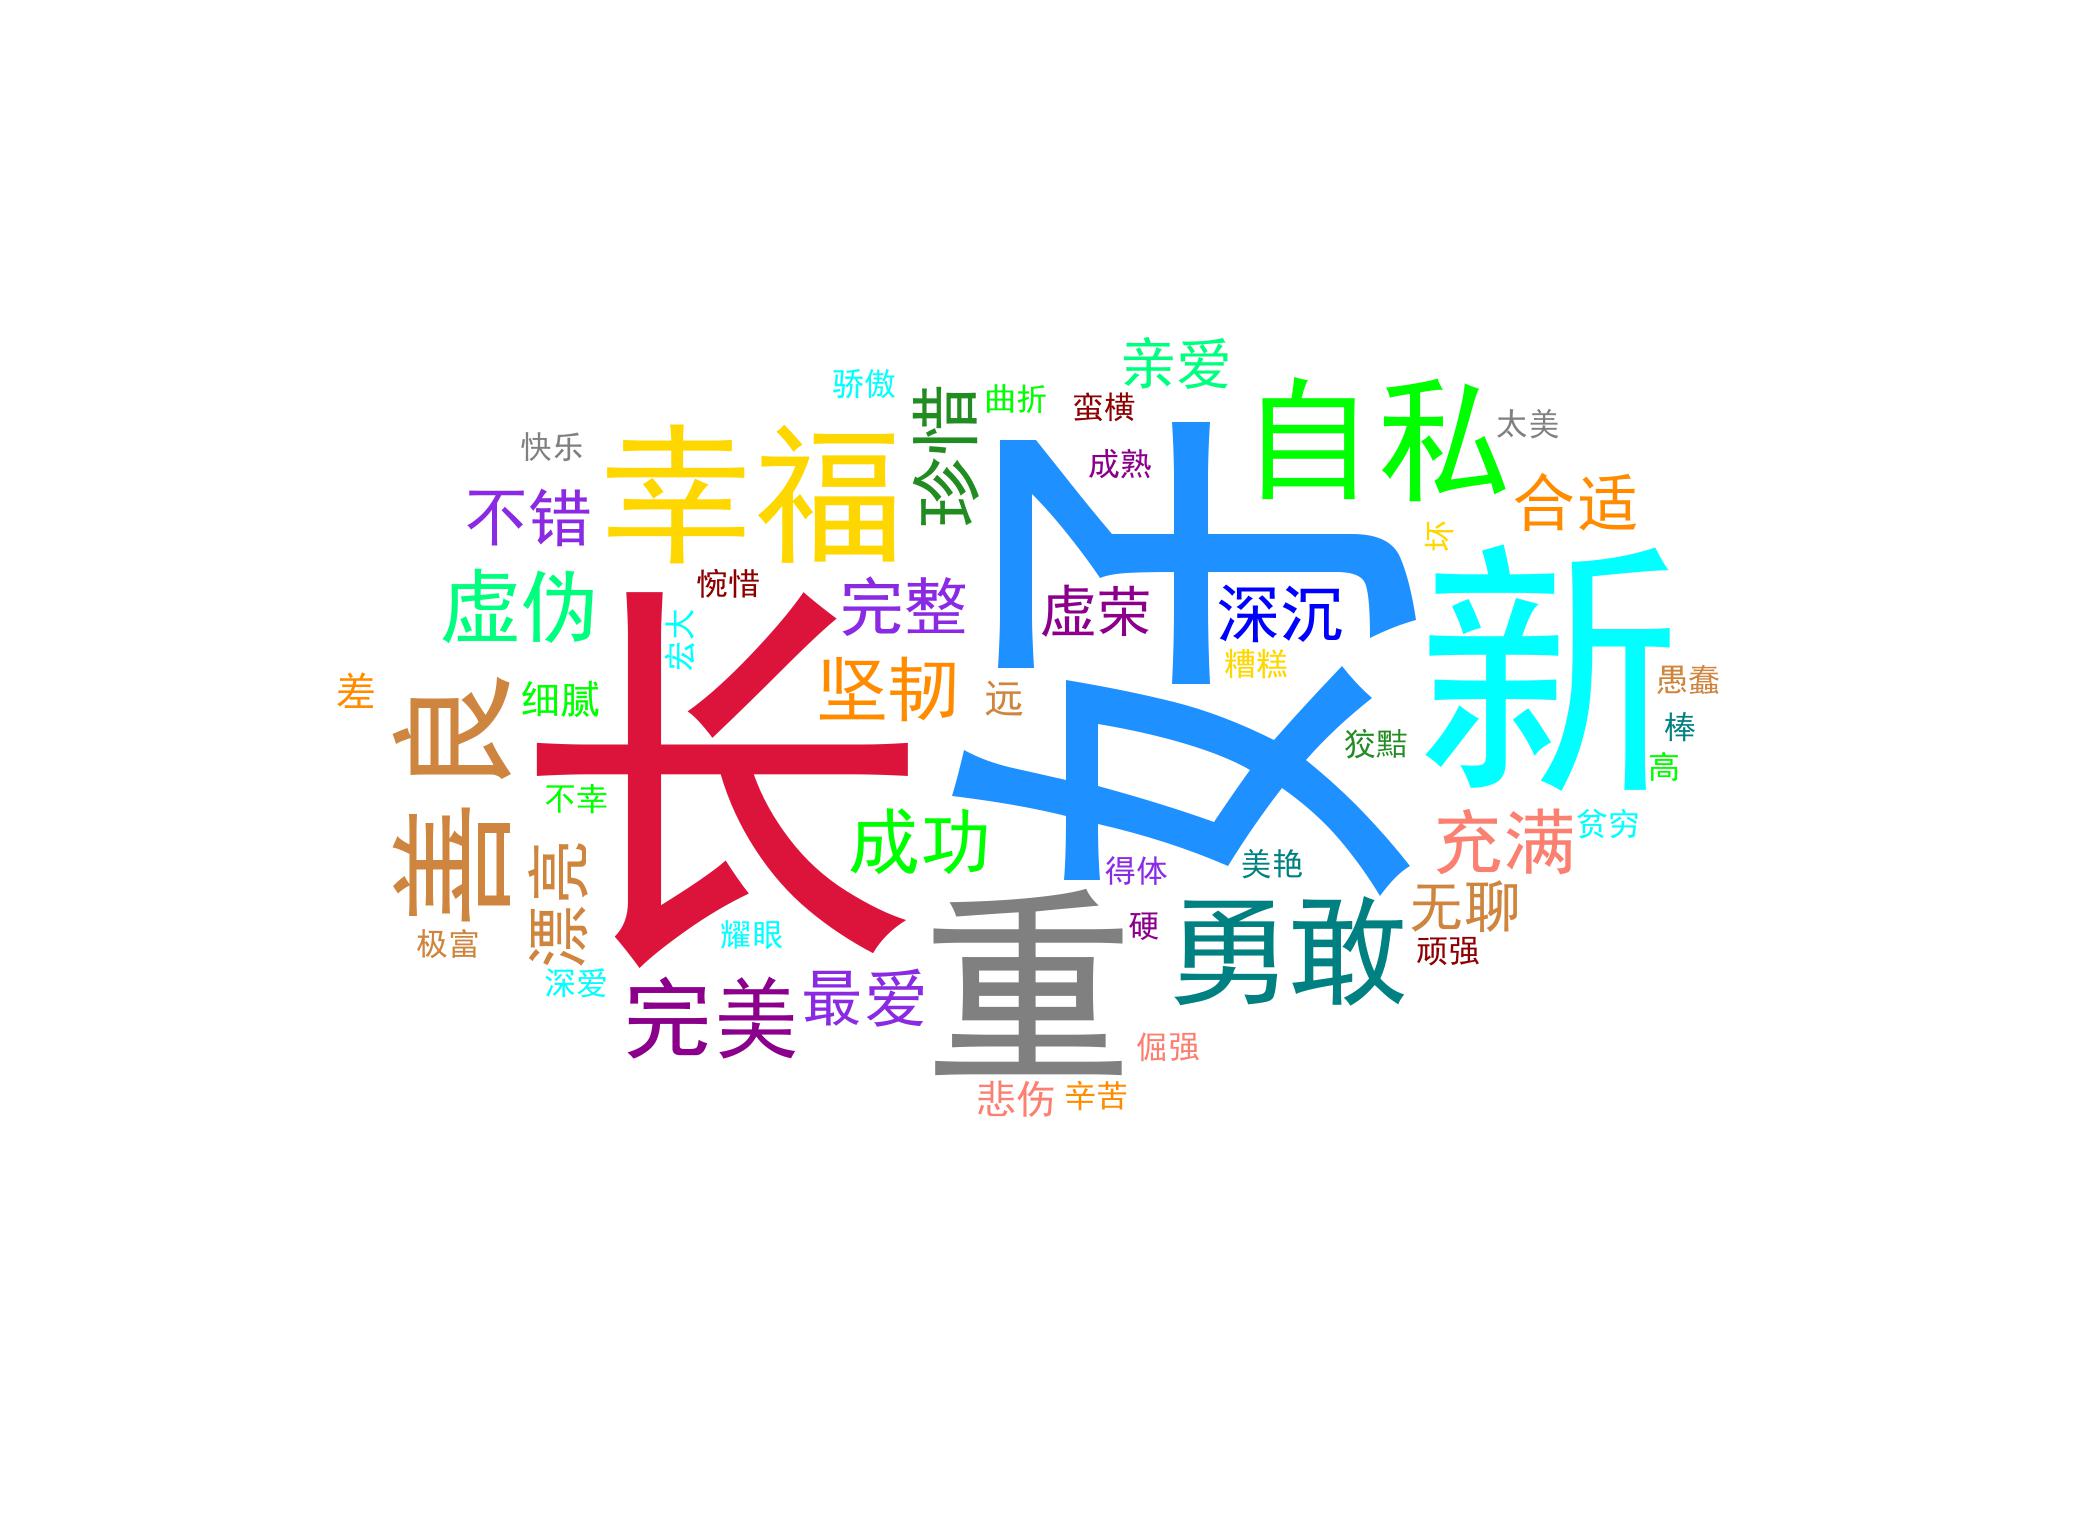 亲爱
骄傲
曲折
蛮横
自私
太美
珍惜
快乐
幸福
成熟
好
不错
合适
坏
新
虚伪
惋惜
完整
虚荣
深沉
宏大
长
糟糕
坚韧
远
差
善良
细腻
愚蠢
棒
狡黠
高
不幸
成功
充满
贫穷
漂亮
得体
美艳
无聊
极富
耀眼
重
硬
勇敢
顽强
深爱
完美
最爱
倔强
悲伤
辛苦